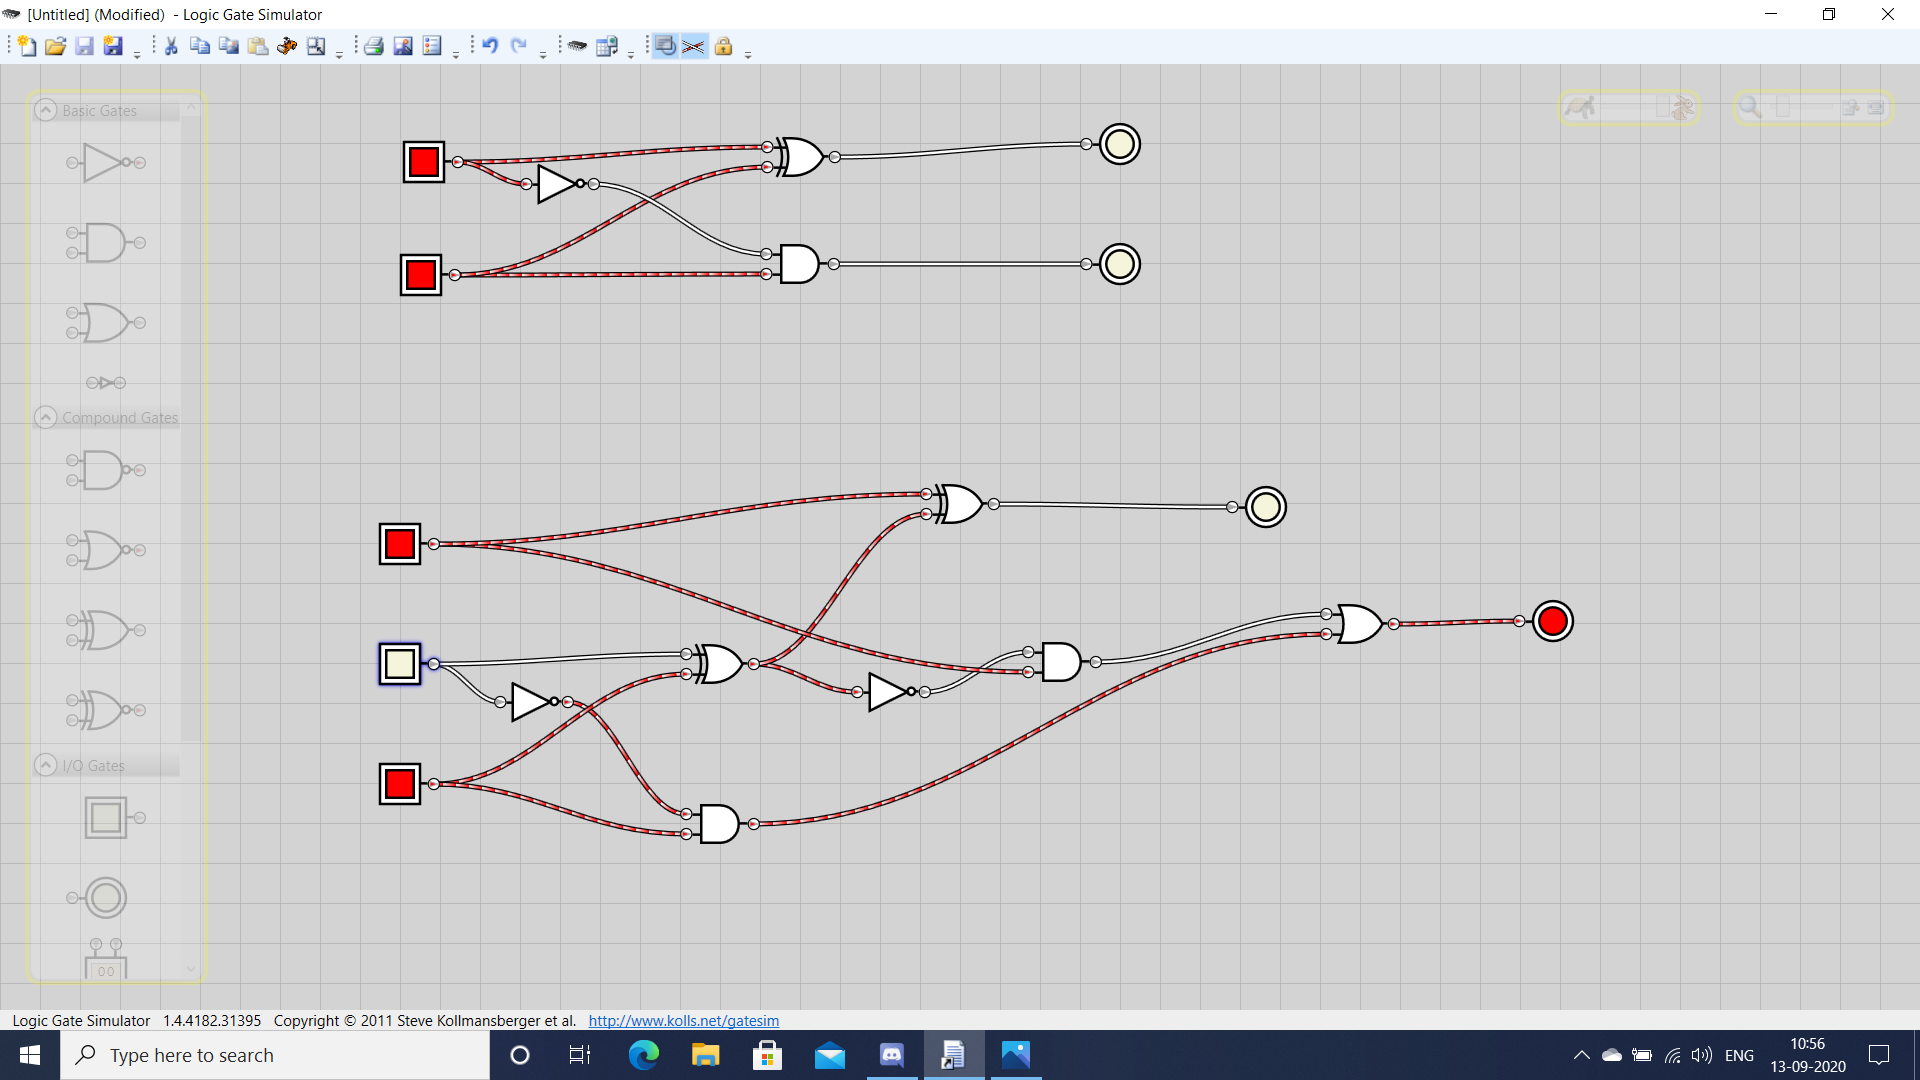 [Untitled] (Modified) - Logic Gate Simulator
Basic Gates
Compound Gates
I/O Gates
00
Logic Gate Simulator 1.4.4182.31395 Copyright © 2011 Steve Kollmansberger et al. http://www.kolls.net/gatesim
Type here to search
ENG
10:56
13-09-2020